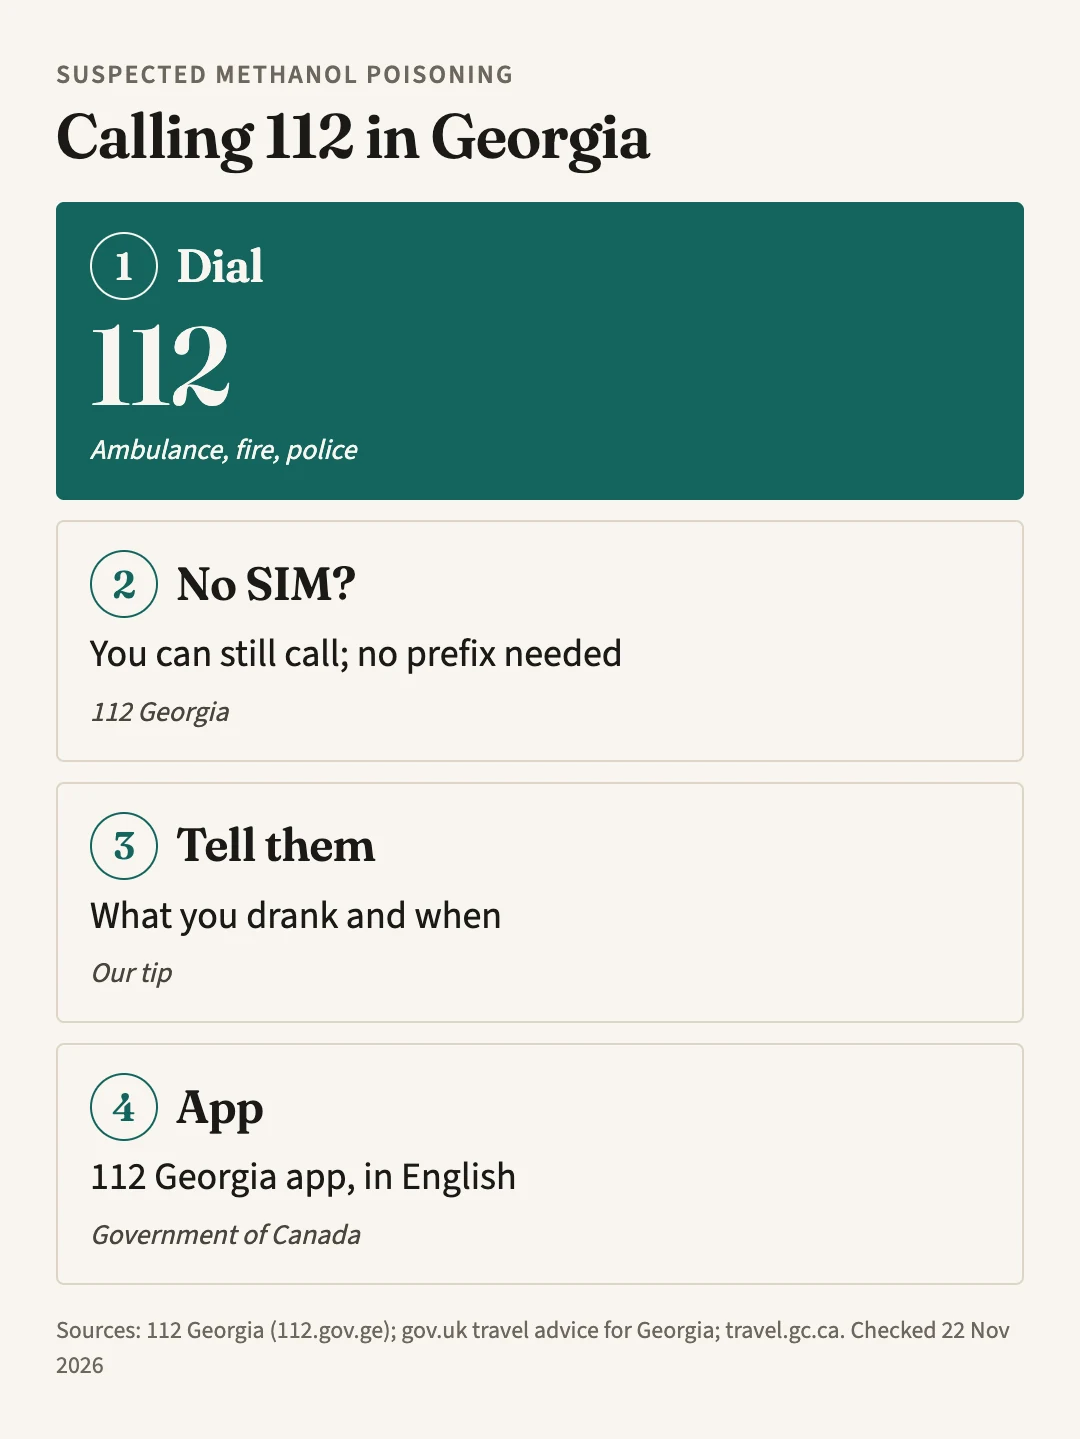 SUSPECTED METHANOL POISONING
Calling 112 in Georgia
1 Dial
112
Ambulance, fire, police
2 No SIM?
You can still call; no prefix needed
112 Georgia
3 Tell them
What you drank and when
Our tip
4 App
112 Georgia app, in English
Government of Canada
Sources: 112 Georgia (112.gov.ge); gov.uk travel advice for Georgia; travel.gc.ca. Checked 22 Nov
2026